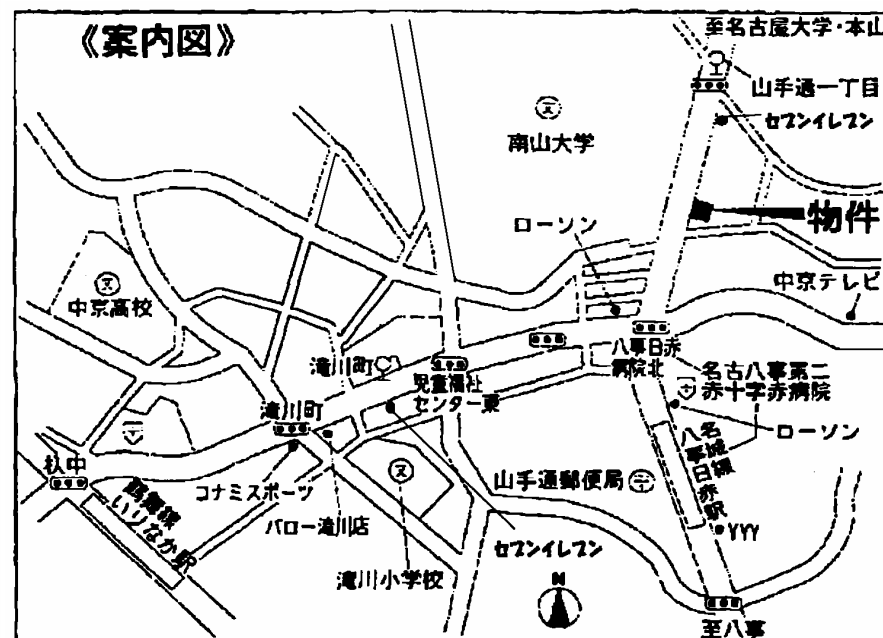 《案内図》
至名古屋大学・本山
山手通一丁目
セブンイレブン
南山大学
ローソン
物件
中京テレビ
中京高校
滝川町
児童福祉
センター東
八事日赤
病院北
名古八事第二
赤十字病院
ローソン
滝川町
杁中
鶴舞線
いりなか駅
コナミスポーツ
バロー滝川店
山手通郵便局
名城線
八事日赤駅
セブンイレブン
滝川小学校
YYY
N
至八事